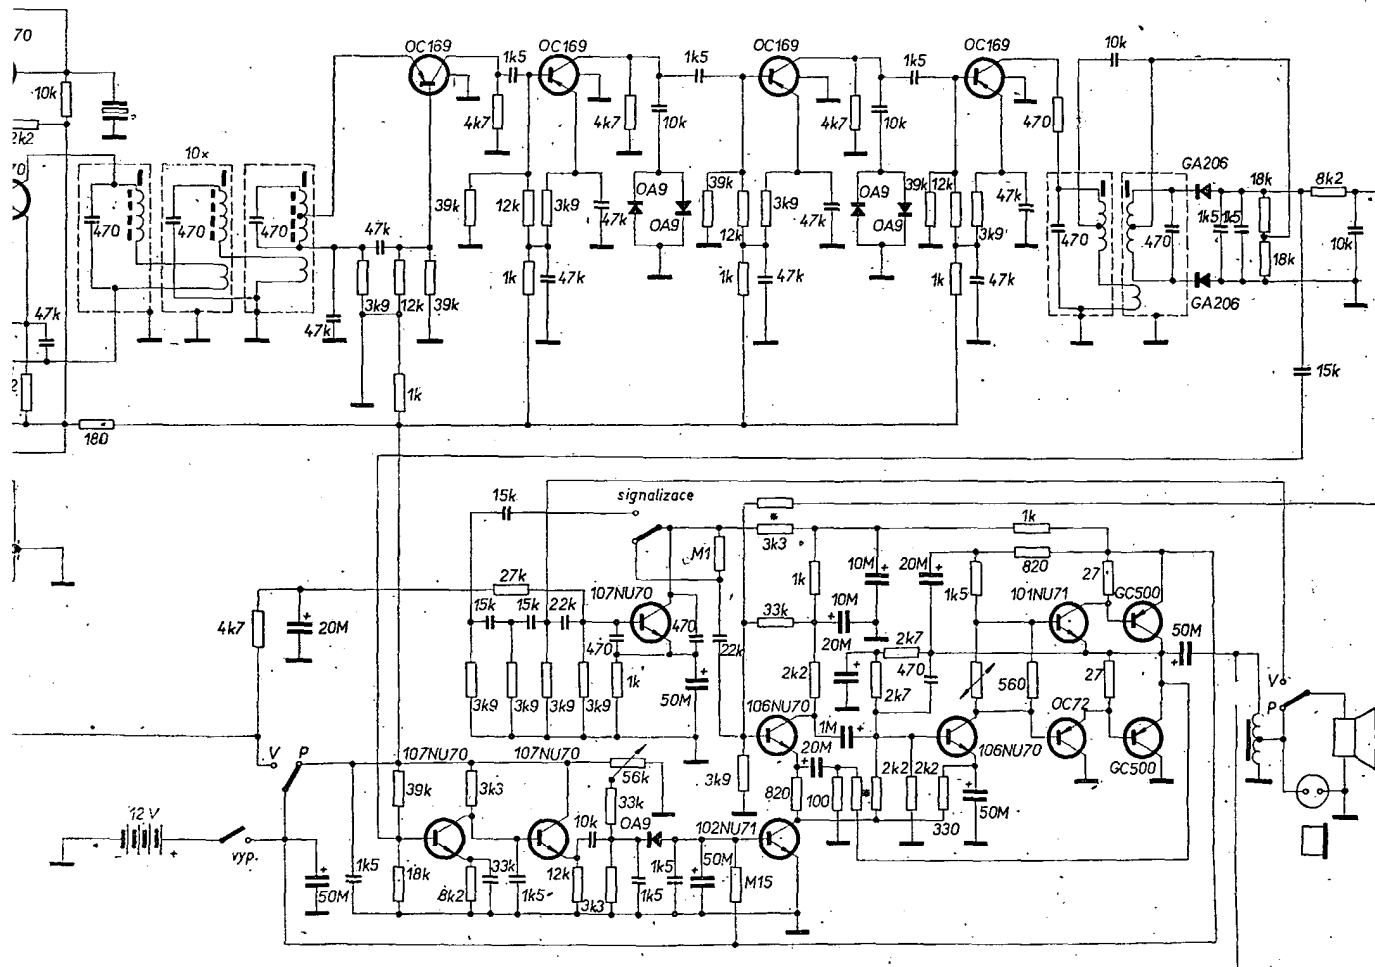 70
OC169
OC169
OC169
OC169
1k5
1k5
1k5
10k
10k
2k2
4k7
4k7
10k
4k7
10k
470
70
10x
GA206
470
470
470
39k
12k
3k9
47k
OA9
OA9
39k
12k
3k9
47k
OA9
OA9
39k
12k
3k9
47k
470
470
1k5
1k5
18k
18k
8k2
10k
GA206
47k
47k
47k
3k9
12k
39k
1k
47k
1k
47k
1k
47k
2
1k
15k
180
15k
signalizace
*
3k3
M1
1k
10M
20M
1k5
1k
820
27
27k
107NU70
15k
15k
22k
4k7
20M
470
470
22k
33k
10M
20M
2k7
101NU71
GC500
50M
3k9
3k9
3k9
3k9
1k
50M
2k2
2k7
470
560
27
106NU70
1M
106NU70
OC72
GC500
V
P
V
P
107NU70
107NU70
56k
3k9
20M
820
100
*
2k2
2k2
330
50M
39k
3k3
33k
10k
OA9
102NU71
12V
-
+
vyp.
50M
1k5
18k
8k2
33k
1k5
12k
3k3
1k5
1k5
50M
M15